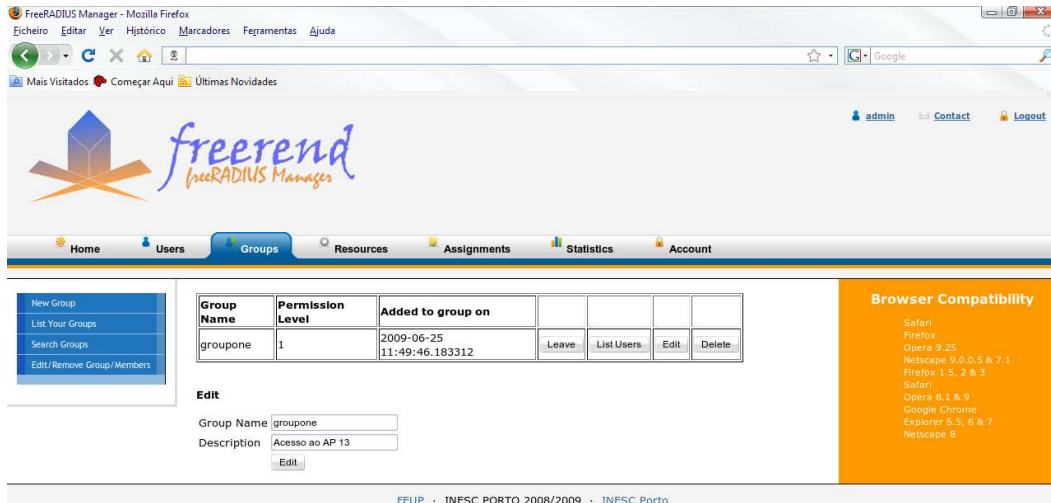 FreeRADIUS Manager - Mozilla Firefox
Ficheiro Editar Ver Histórico Marcadores Ferramentas Ajuda
Google
Mais Visitados Começar Aqui Últimas Novidades
admin Contact Logout
freerend
freeRADIUS Manager
Home Users Groups Resources Assignments Statistics Account
New Group
List Your Groups
Search Groups
Edit/Remove Group/Members
Group Name Permission Level Added to group on
groupone 1 2009-06-25 11:49:46.183312 Leave List Users Edit Delete
Edit
Group Name groupone
Description Acesso ao AP 13
Edit
Browser Compatibility
Safari
Firefox
Opera 9.25
Netscape 9.0.0.5 & 7.1
Firefox 1.5, 2 & 3
Safari
Opera 8.1 & 9
Google Chrome
Explorer 5.5, 6 & 7
Netscape 8
FEUP · INESC PORTO 2008/2009 · INESC Porto